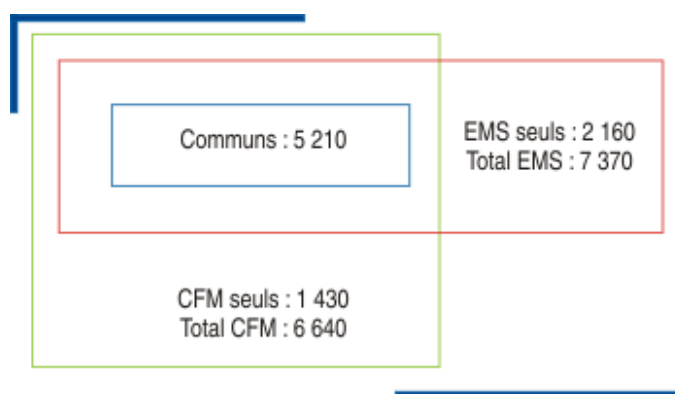 Communs : 5 210
EMS seuls : 2 160
Total EMS : 7 370
CFM seuls : 1 430
Total CFM : 6 640